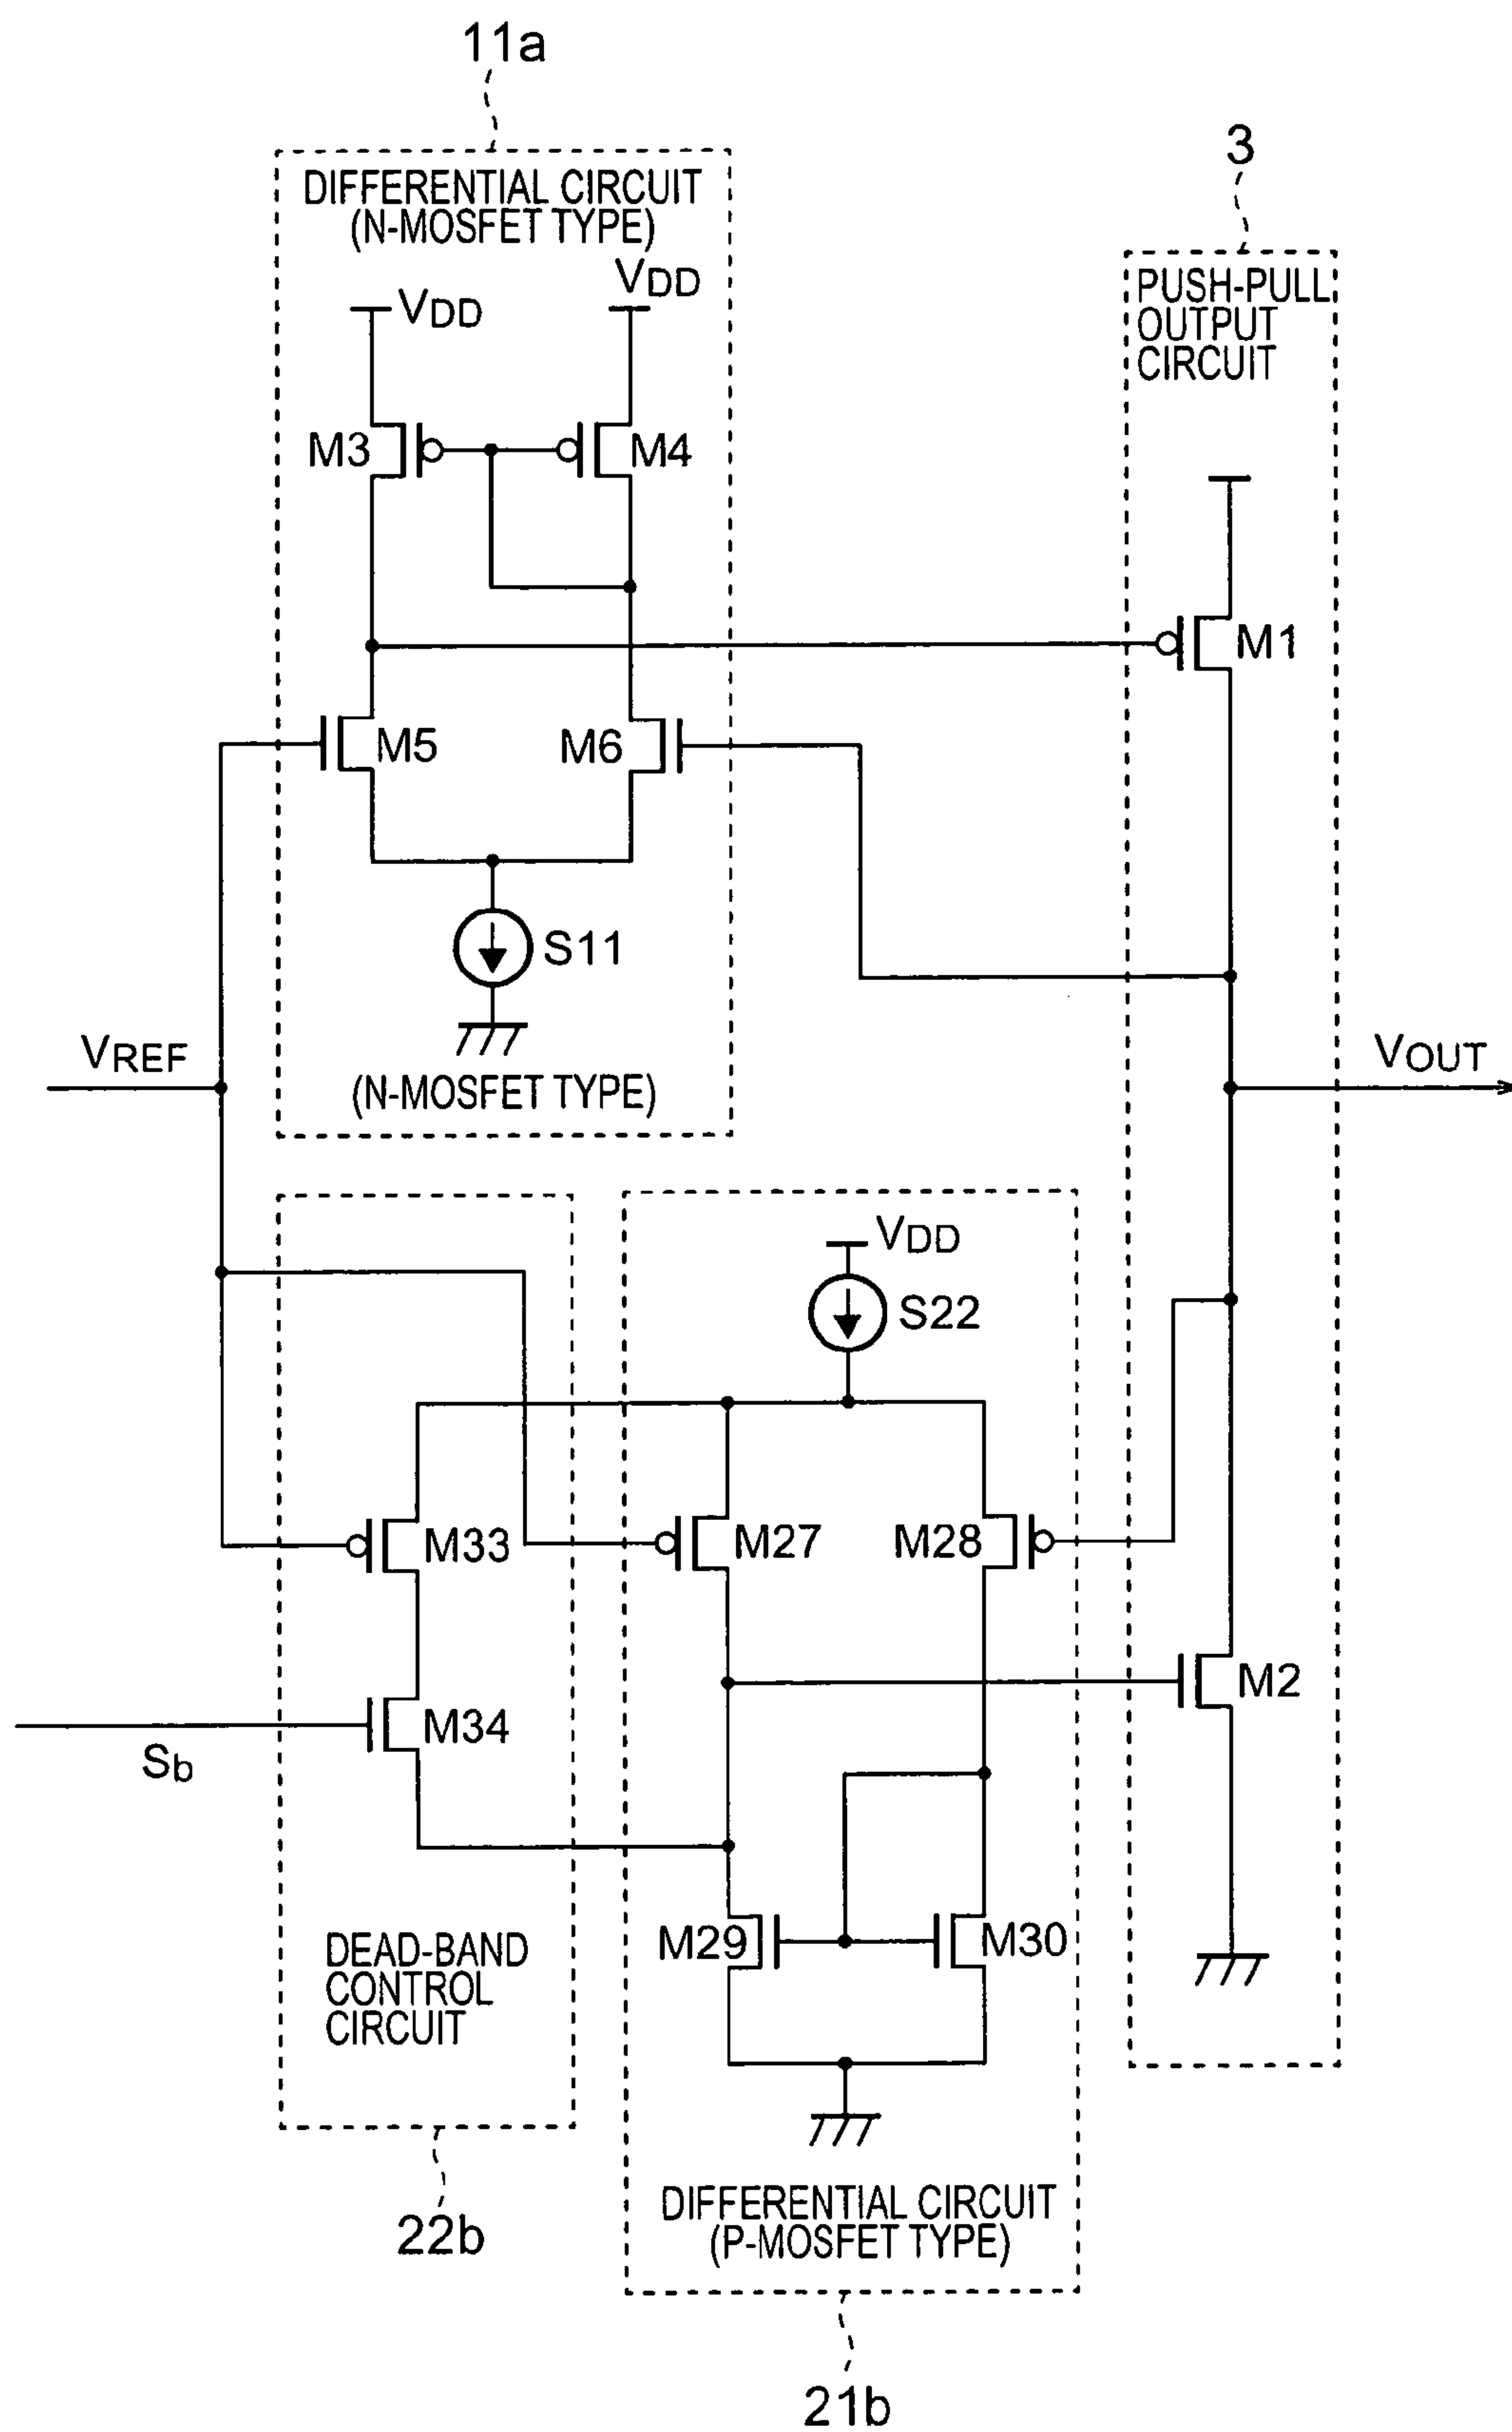 11a
DIFFERENTIAL CIRCUIT
(N-MOSFET TYPE)
VDD
VDD
M3
M4
M5
M6
S11
(N-MOSFET TYPE)
3
PUSH-PULL
OUTPUT
CIRCUIT
M1
VREF
VOUT
VDD
S22
M33
M27
M28
M34
M2
Sb
M29
M30
DEAD-BAND
CONTROL
CIRCUIT
22b
DIFFERENTIAL CIRCUIT
(P-MOSFET TYPE)
21b